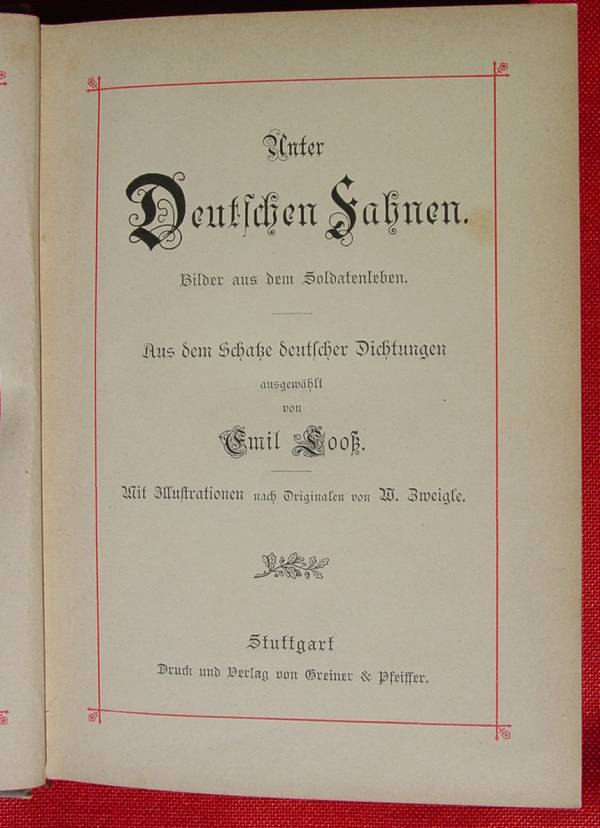 Unter
Deutschen Fahnen.
Bilder aus dem Soldatenleben.
Aus dem Schatze deutscher Dichtungen
ausgewählt
von
Emil Looß.
Mit Illustrationen nach Originalen von W. Zweigle.
Stuttgart
Druck und Verlag von Greiner & Pfeiffer.